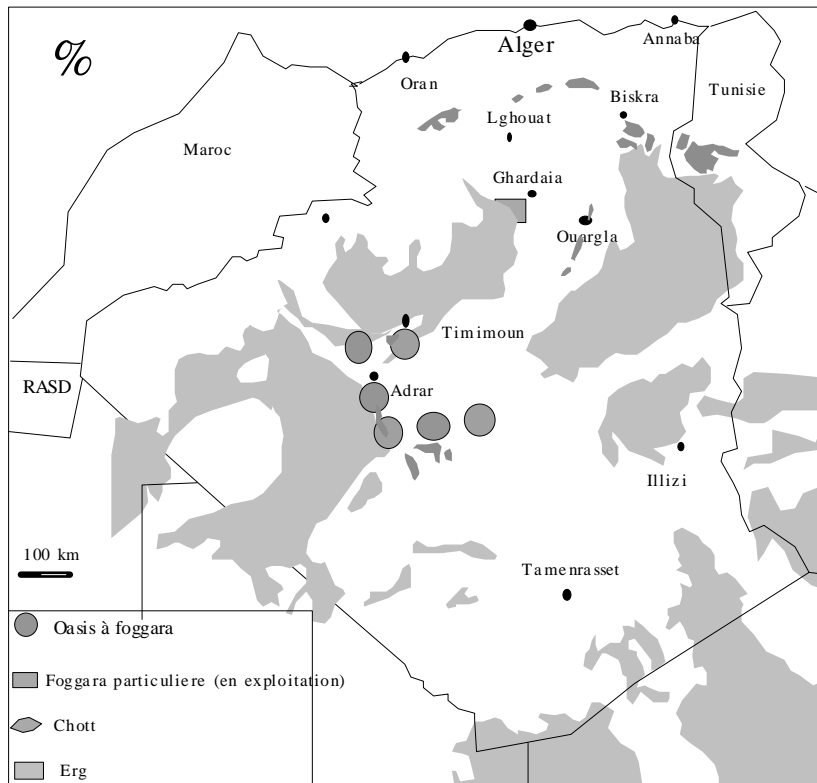 %
Alger
Annaba
Oran
Biskra
Tunisie
Lghouat
Maroc
Ghardaia
Ouargla
Timimoun
RASD
Adrar
Illizi
100 km
Tamenrasset
Oasis à foggara
Foggara particuliere (en exploitation)
Chott
Erg